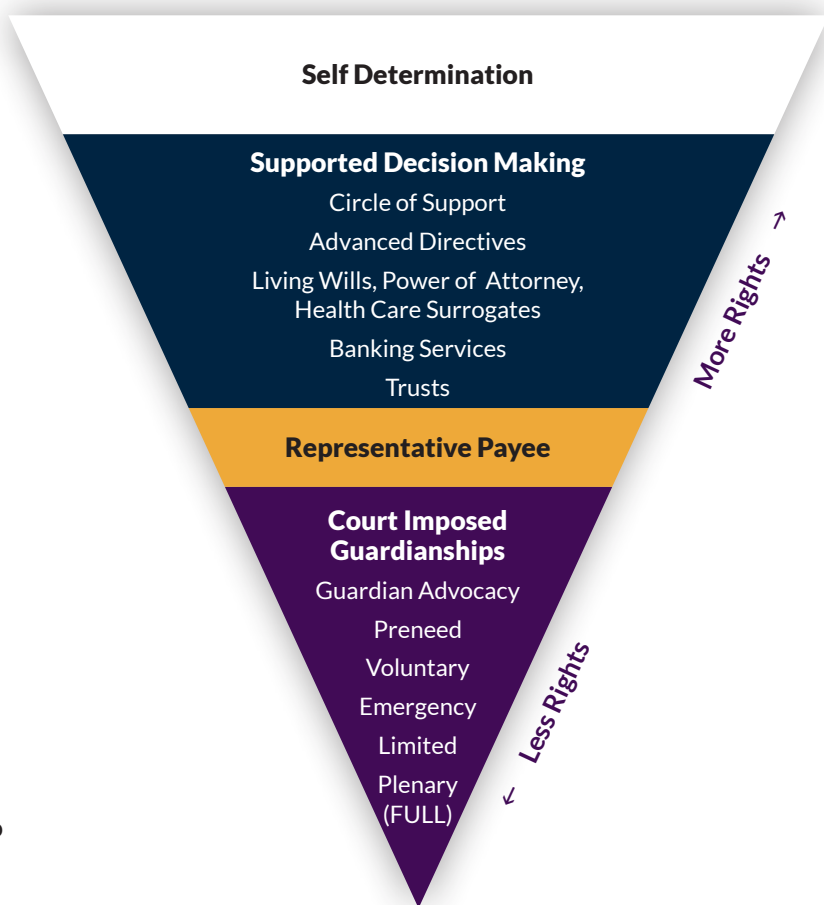 Self Determination
Supported Decision Making
Circle of Support
Advanced Directives
Living Wills, Power of Attorney,
Health Care Surrogates
Banking Services
Trusts
More Rights
Representative Payee
Court Imposed
Guardianships
Guardian Advocacy
Preneed
Voluntary
Emergency
Limited
Plenary
(FULL)
Less Rights